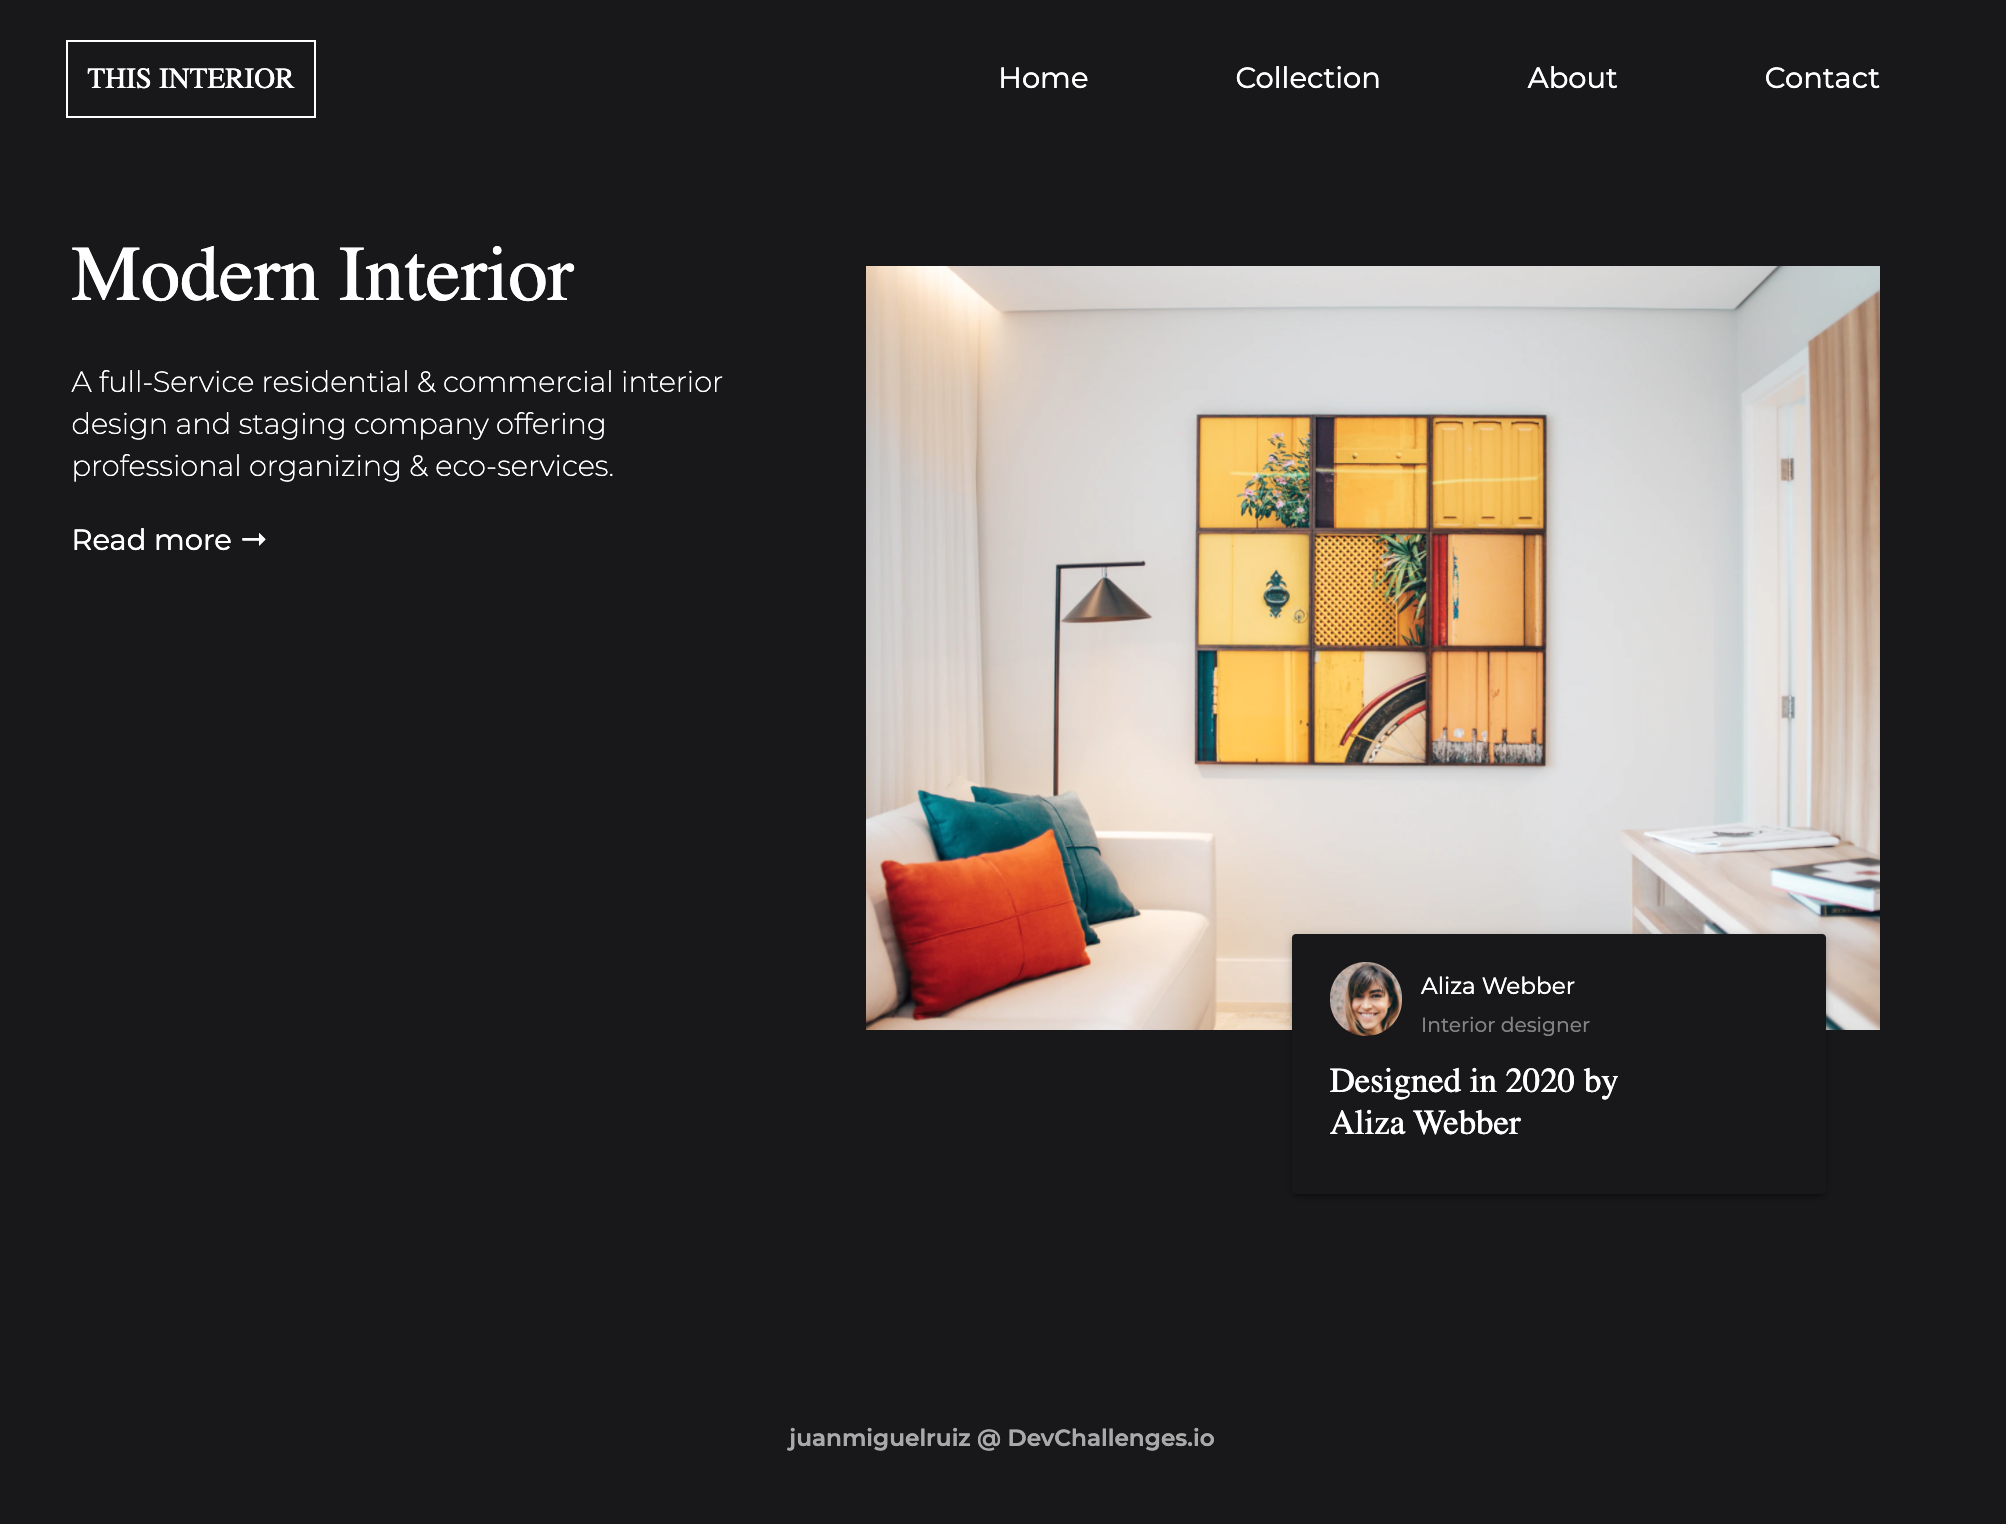 THIS INTERIOR
Home
Collection
About
Contact
Modern Interior
A full-Service residential & commercial interior
design and staging company offering
professional organizing & eco-services.
Read more →
Aliza Webber
Interior designer
Designed in 2020 by
Aliza Webber
juanmiguelruiz @ DevChallenges.io